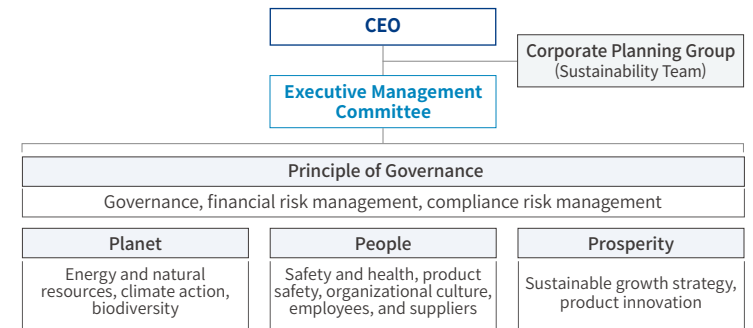 CEO
Corporate Planning Group
(Sustainability Team)
Executive Management
Committee
Principle of Governance
Governance, financial risk management, compliance risk management
Planet
Energy and natural
resources, climate action,
biodiversity
People
Safety and health, product
safety, organizational culture,
employees, and suppliers
Prosperity
Sustainable growth strategy,
product innovation